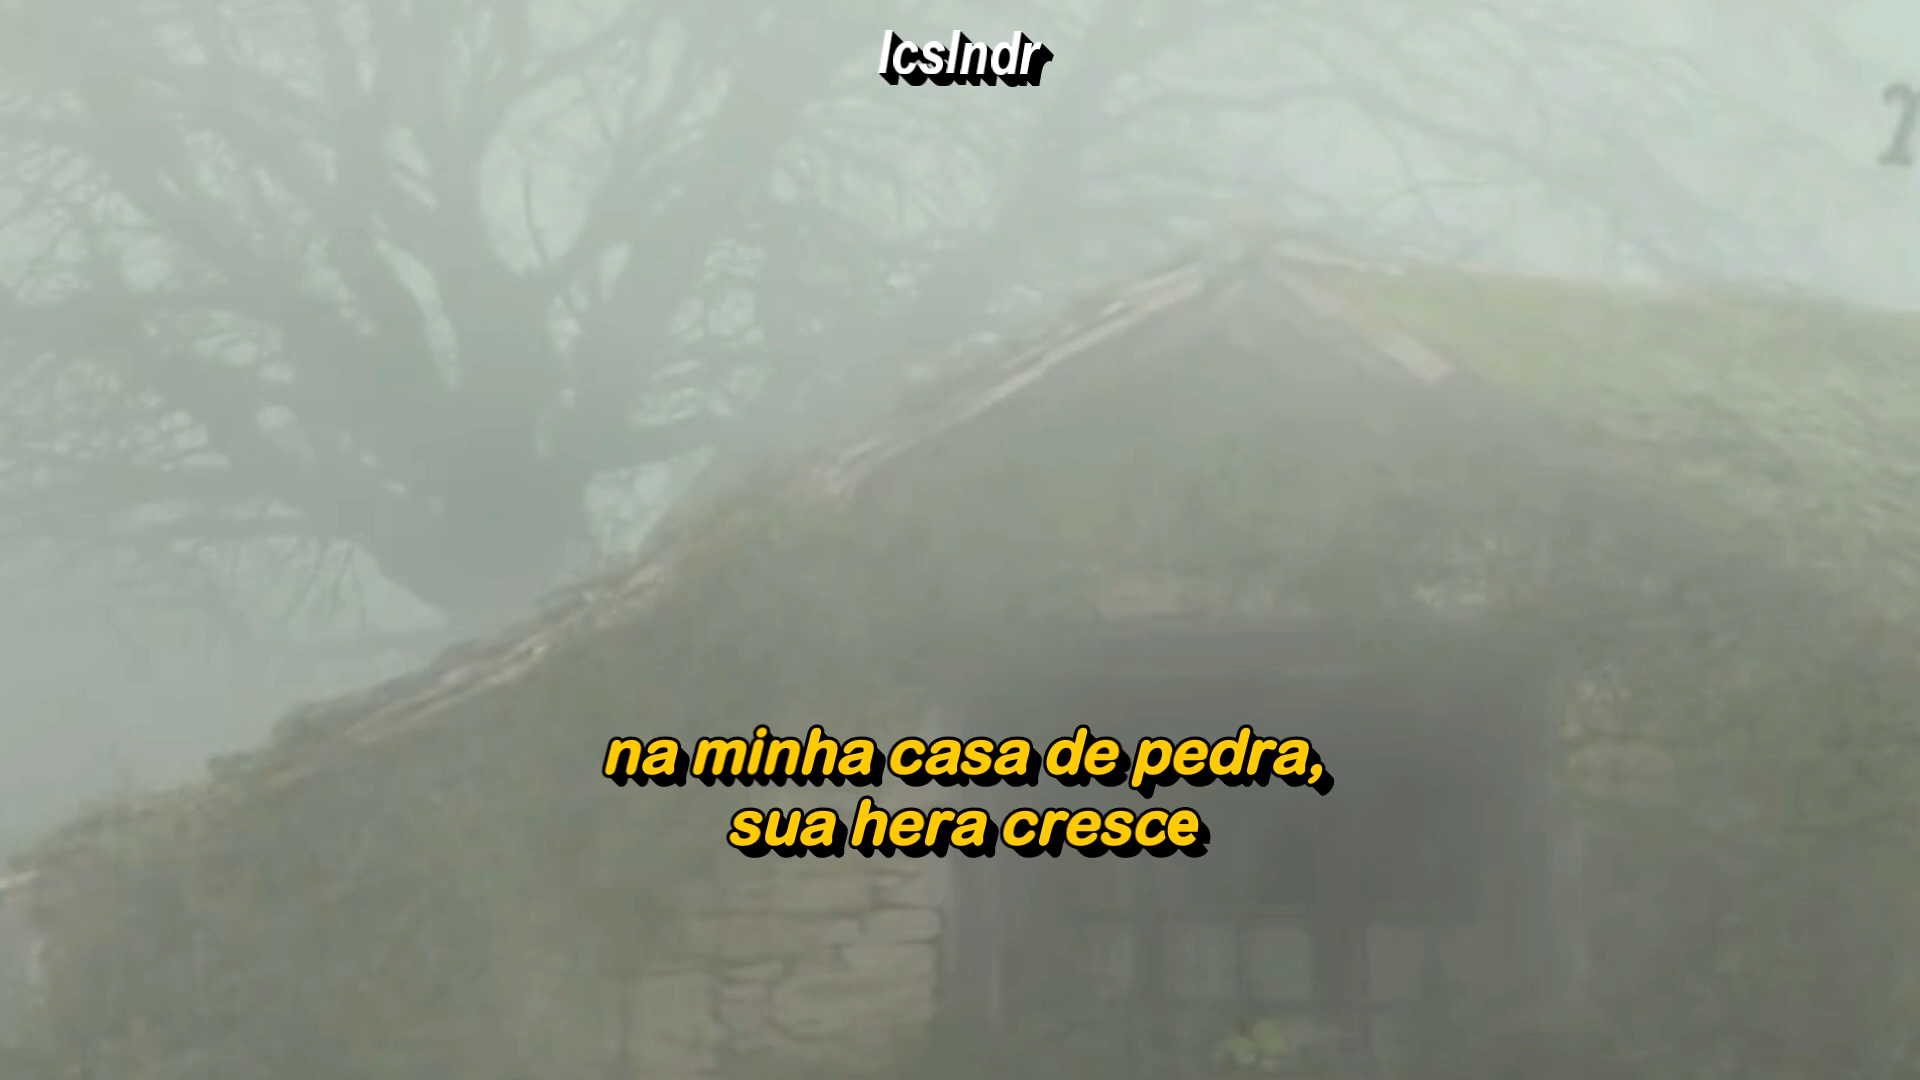 lcslndr
na minha casa de pedra,
sua hera cresce